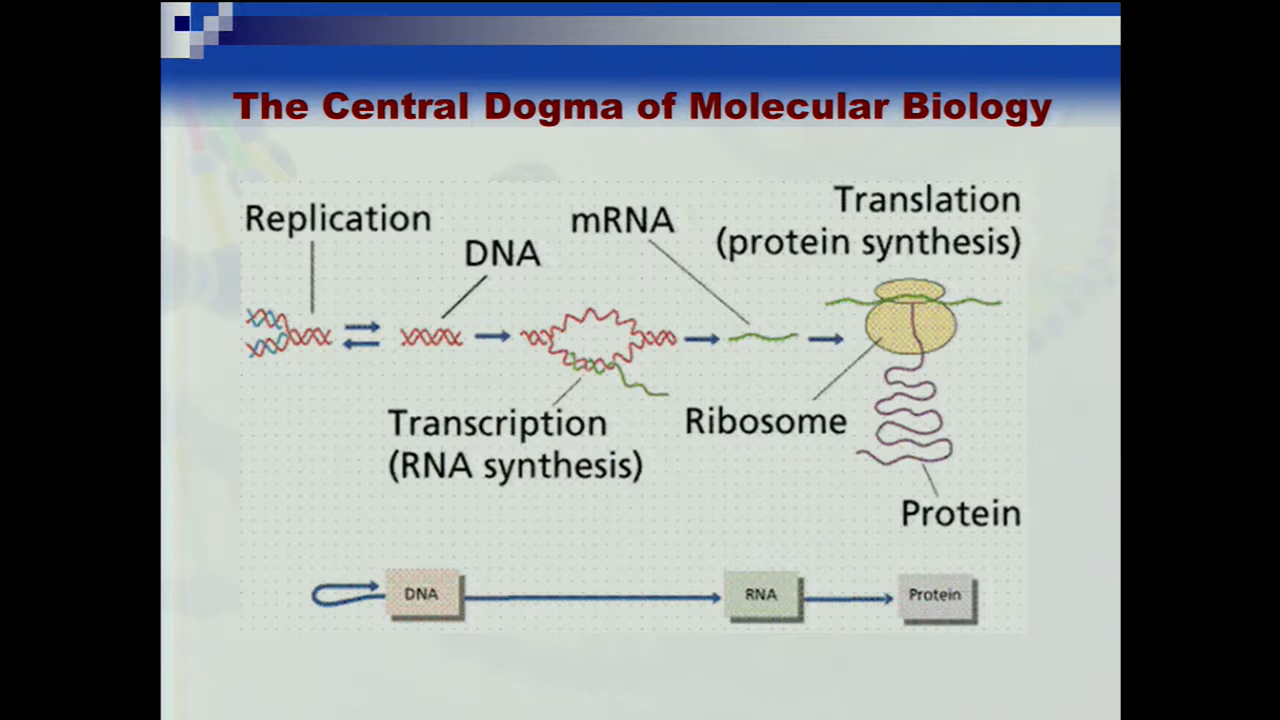 The Central Dogma of Molecular Biology
Replication
DNA
mRNA
Translation
(protein synthesis)
Transcription
(RNA synthesis)
Ribosome
Protein
DNA
RNA
Protein